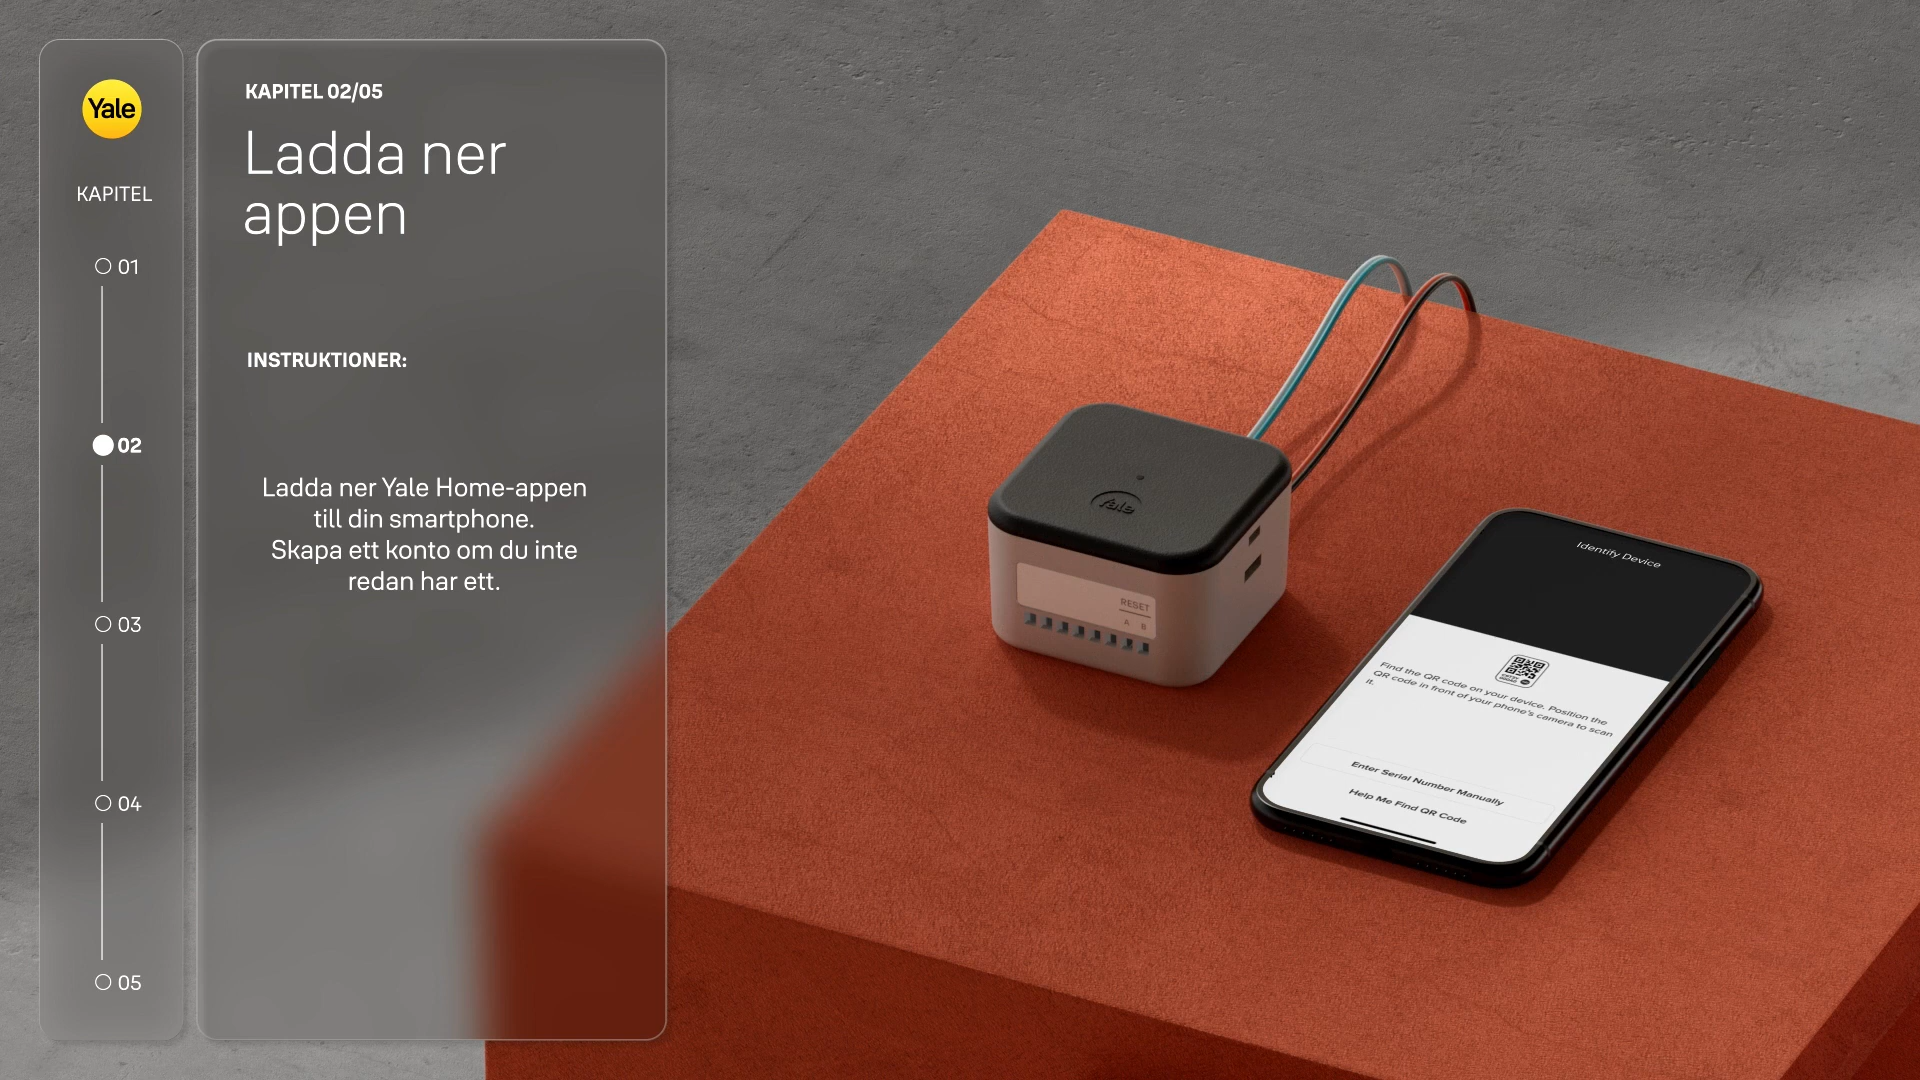 Yale
KAPITEL
01
02
03
04
05
KAPITEL 02/05
Ladda ner
appen
INSTRUKTIONER:
Ladda ner Yale Home-appen
till din smartphone.
Skapa ett konto om du inte
redan har ett.
Yale
RESET
A B
Identify Device
Find the QR code on your device. Position the
QR code in front of your phone's camera to scan
it.
Enter Serial Number Manually
Help Me Find QR Code